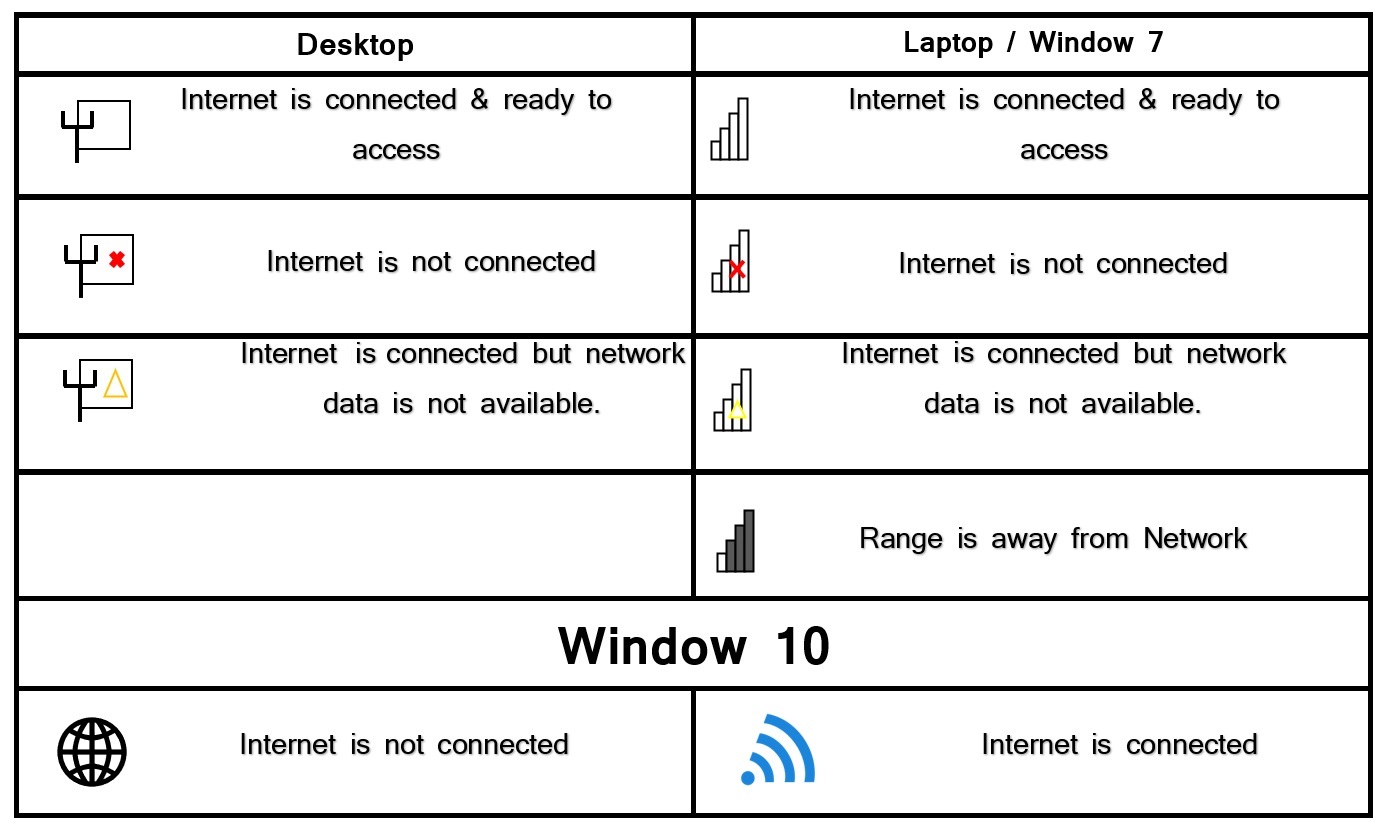 Desktop
Laptop / Window 7
Internet is connected & ready to
access
Internet is connected & ready to
access
Internet is not connected
Internet is not connected
Internet is connected but network
data is not available.
Internet is connected but network
data is not available.
Range is away from Network
Window 10
Internet is not connected
Internet is connected